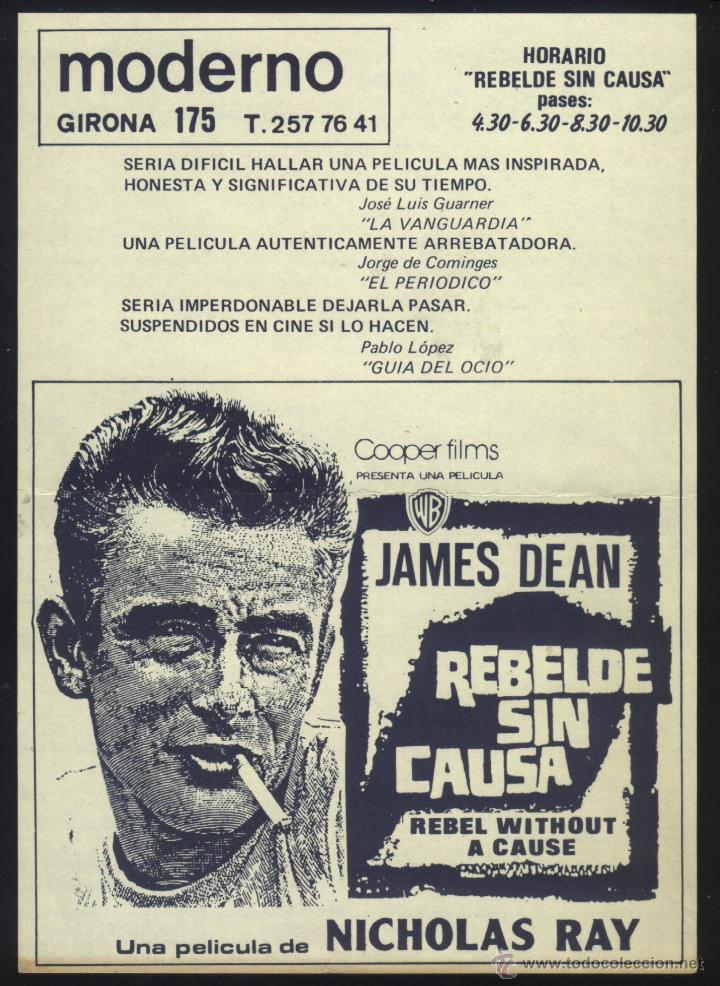 moderno
GIRONA 175 T. 257 76 41
HORARIO
"REBELDE SIN CAUSA"
pases:
4.30-6.30-8.30-10.30
SERIA DIFICIL HALLAR UNA PELICULA MAS INSPIRADA,
HONESTA Y SIGNIFICATIVA DE SU TIEMPO.
José Luis Guarner
"LA VANGUARDIA"
UNA PELICULA AUTENTICAMENTE ARREBATADORA.
Jorge de Cominges
"EL PERIODICO"
SERIA IMPERDONABLE DEJARLA PASAR.
SUSPENDIDOS EN CINE SI LO HACEN.
Pablo López
"GUIA DEL OCIO"
Cooper films
PRESENTA UNA PELICULA
WB
JAMES DEAN
REBELDE
SIN
CAUSA
REBEL WITHOUT
A CAUSE
Una pelicula de NICHOLAS RAY
www.todocoleccion.net